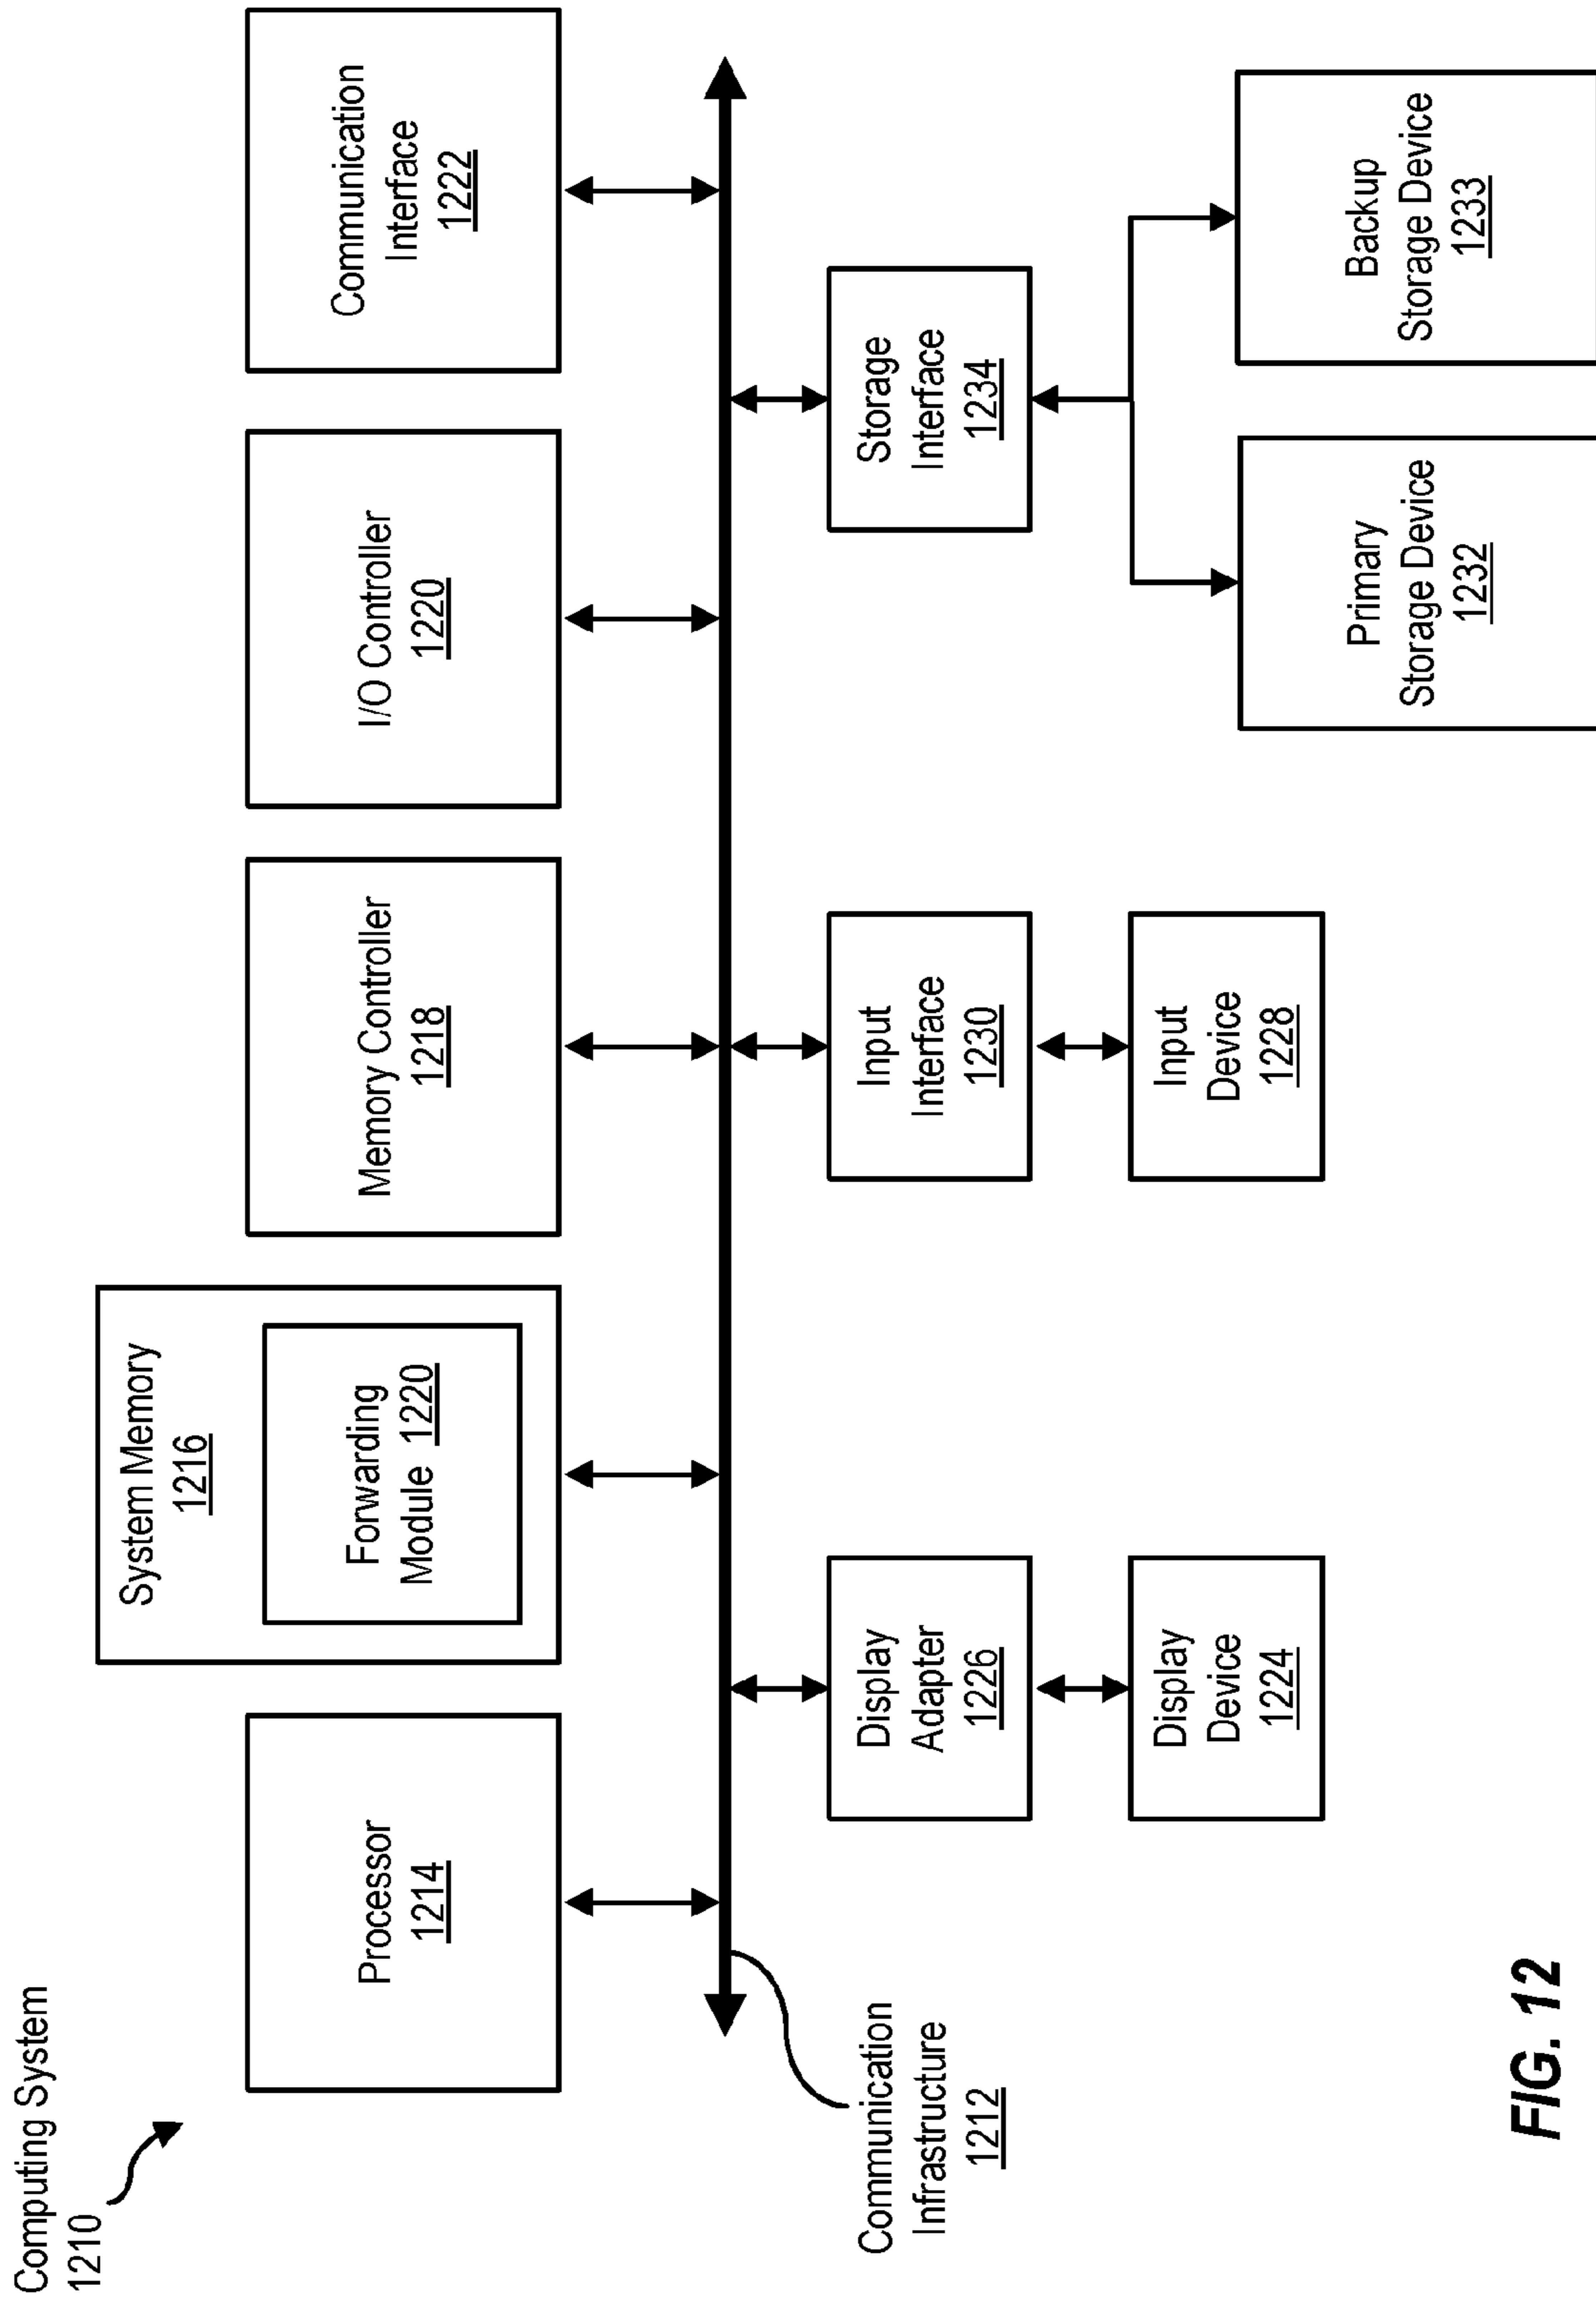 Computing System
1210
Processor
1214
System Memory
1216
Forwarding
Module 1220
Memory Controller
1218
I/O Controller
1220
Communication
Interface
1222
Communication
Infrastructure
1212
Display
Adapter
1226
Input
Interface
1230
Storage
Interface
1234
Display
Device
1224
Input
Device
1228
Primary
Storage Device
1232
Backup
Storage Device
1233
FIG. 12